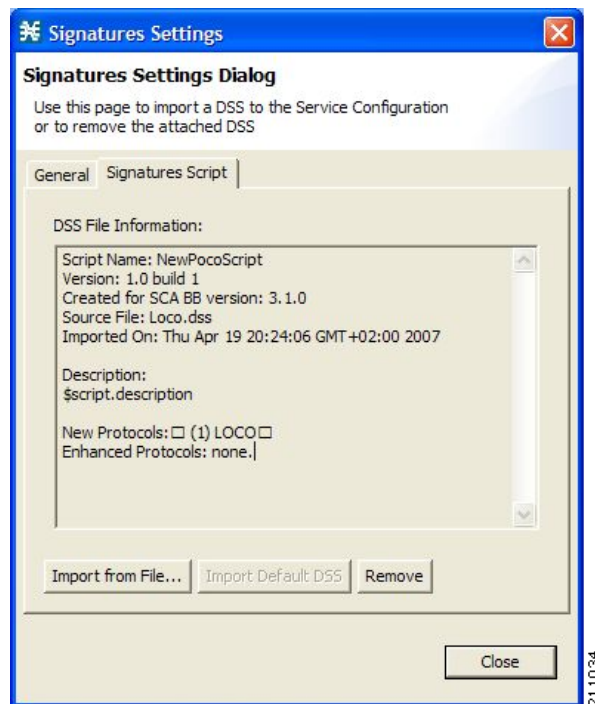 Signatures Settings
Signatures Settings Dialog
Use this page to import a DSS to the Service Configuration
or to remove the attached DSS
General Signatures Script
DSS File Information:
Script Name: NewPocoScript
Version: 1.0 build 1
Created for SCA BB version: 3.1.0
Source File: Loco.dss
Imported On: Thu Apr 19 20:24:06 GMT+02:00 2007
Description:
$script.description
New Protocols:□ (1) LOCO□
Enhanced Protocols: none.
Import from File... Import Default DSS Remove
Close
211034